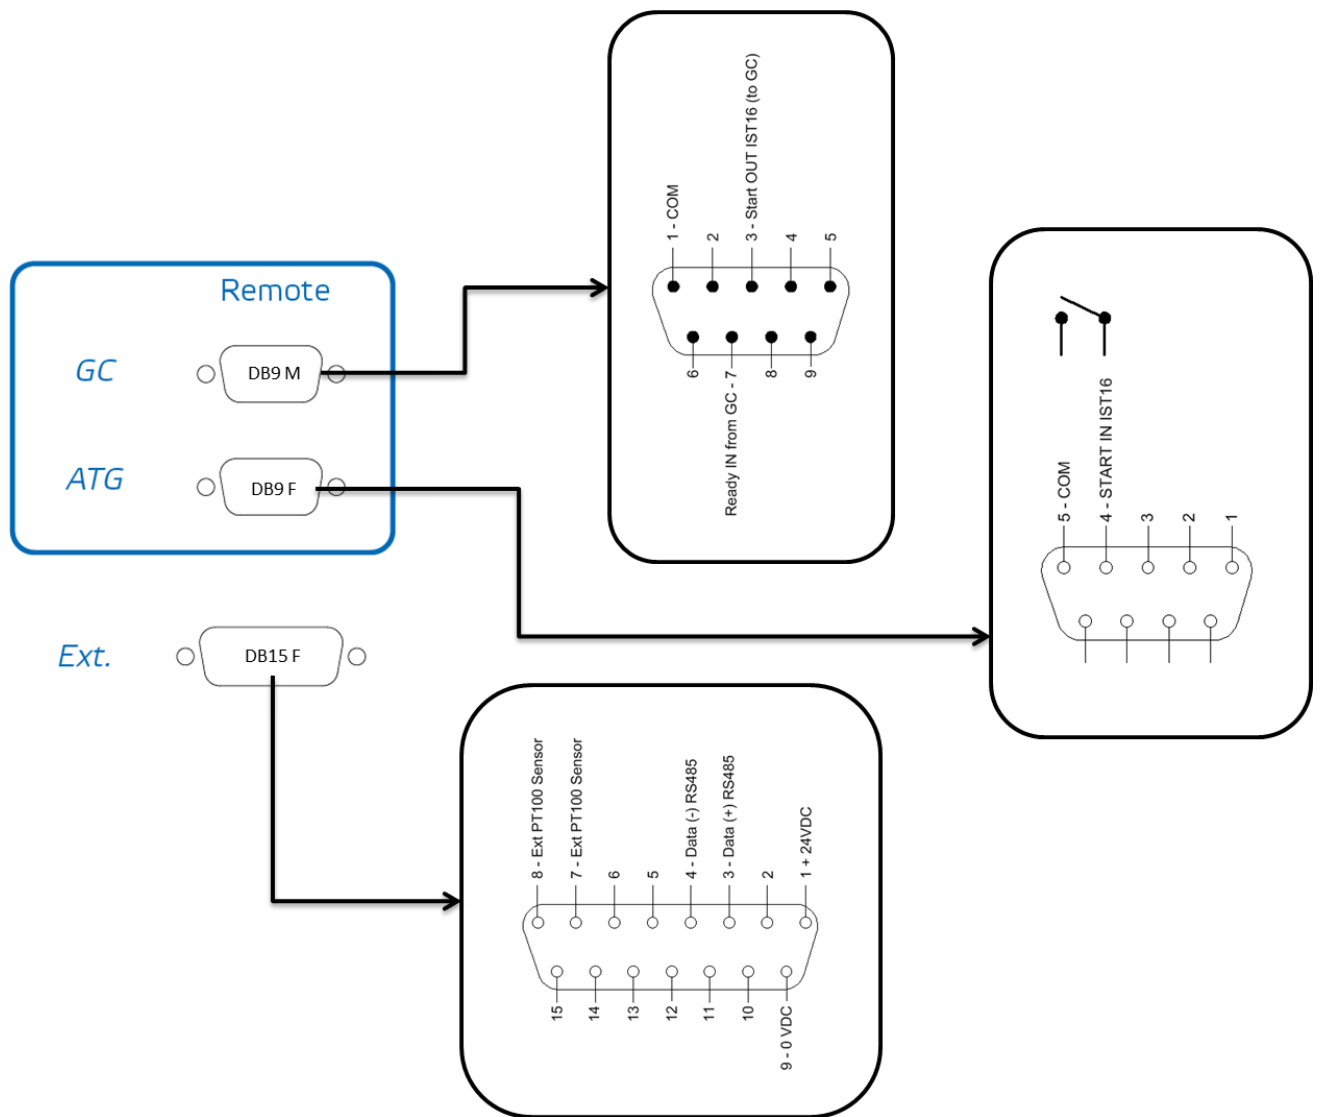 Remote
GC
DB9 M
ATG
DB9 F
Ext.
DB15 F
1 - COM
2
3 - Start OUT IST16 (to GC)
4
5
6
Ready IN from GC - 7
8
9
5 - COM
4 - START IN IST16
3
2
1
8 - Ext PT100 Sensor
7 - Ext PT100 Sensor
6
5
4 - Data (-) RS485
3 - Data (+) RS485
2
1 + 24VDC
15
14
13
12
11
10
9 - 0 VDC